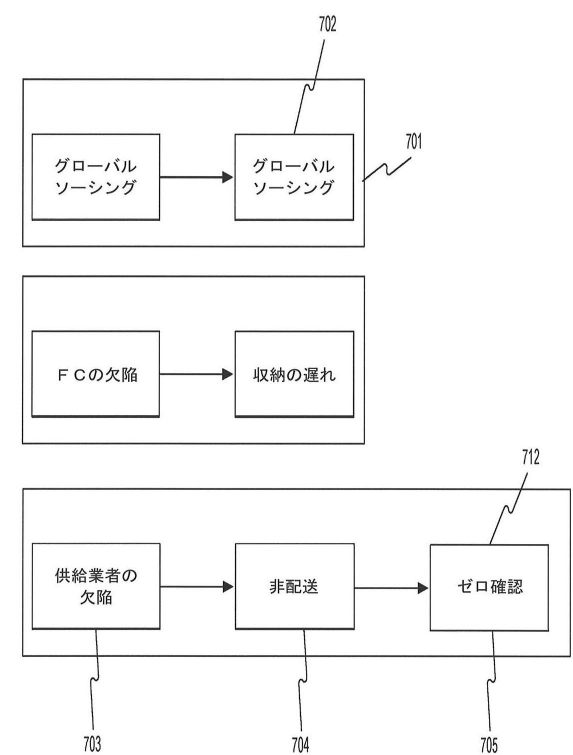 702
701
グローバル
ソーシング
グローバル
ソーシング
ＦＣの欠陥
収納の遅れ
712
供給業者の
欠陥
非配送
ゼロ確認
703
704
705